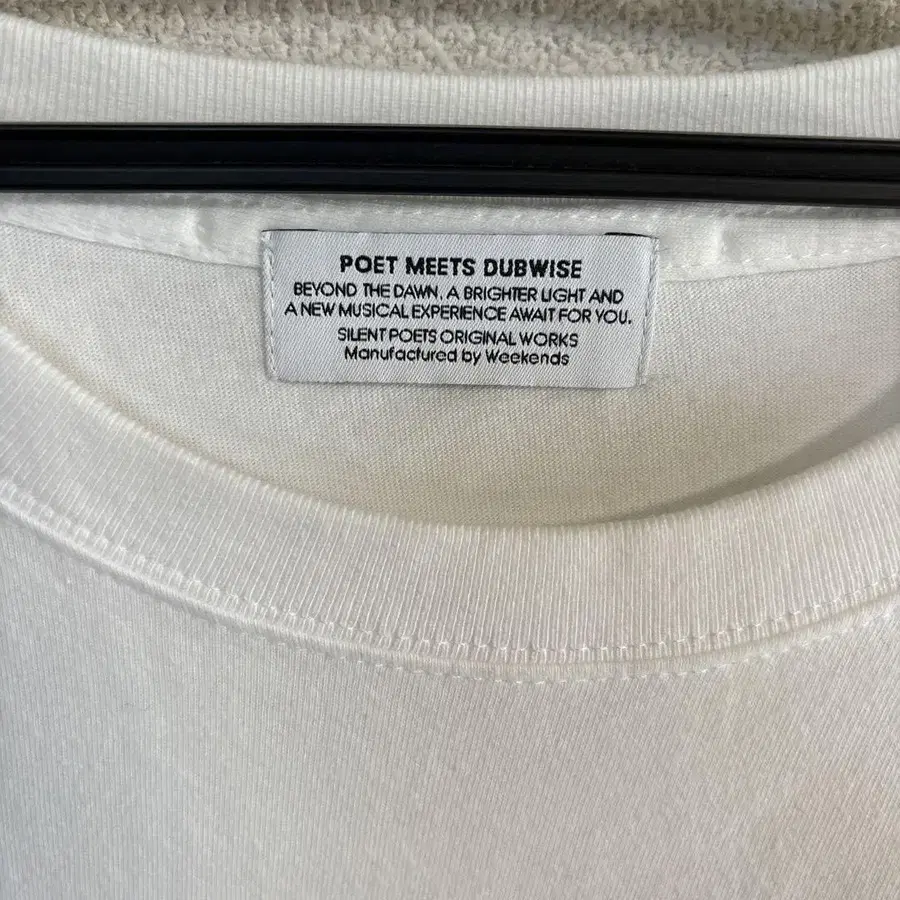 POET MEETS DUBWISE
BEYOND THE DAWN, A BRIGHTER LIGHT AND
A NEW MUSICAL EXPERIENCE AWAIT FOR YOU.
SILENT POETS ORIGINAL WORKS
Manufactured by Weekends